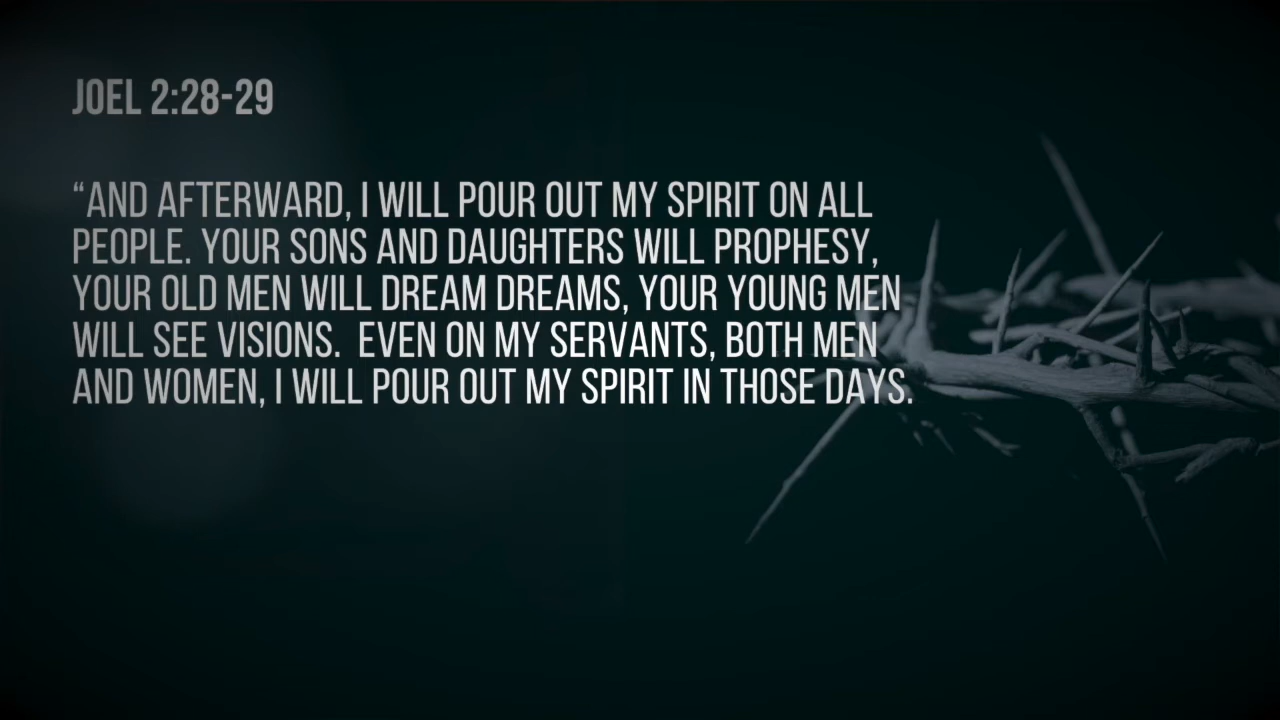 JOEL 2:28-29
“AND AFTERWARD, I WILL POUR OUT MY SPIRIT ON ALL
PEOPLE. YOUR SONS AND DAUGHTERS WILL PROPHESY,
YOUR OLD MEN WILL DREAM DREAMS, YOUR YOUNG MEN
WILL SEE VISIONS.  EVEN ON MY SERVANTS, BOTH MEN
AND WOMEN, I WILL POUR OUT MY SPIRIT IN THOSE DAYS.